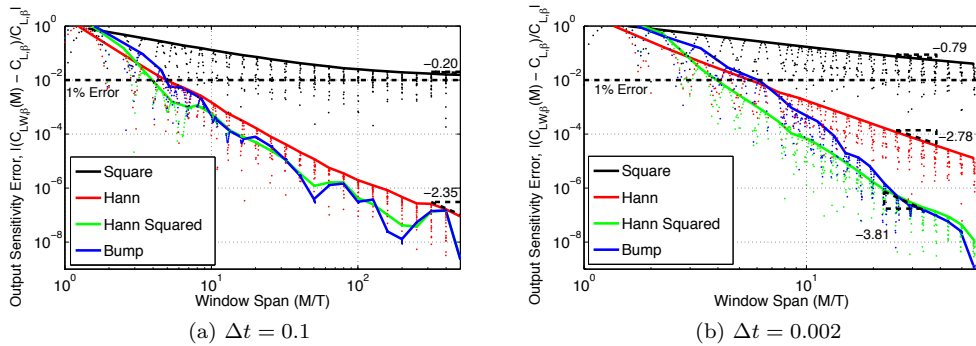 Output Sensitivity Error, |(C_{LW,β}(M) − C_{L,β})/C_{L,β}|
10^0
10^−2
10^−4
10^−6
10^−8
1% Error
−0.20
−2.35
Square
Hann
Hann Squared
Bump
10^0
10^1
10^2
Window Span (M/T)
(a) Δt = 0.1
Output Sensitivity Error, |(C_{LW,β}(M) − C_{L,β})/C_{L,β}|
10^0
10^−2
10^−4
10^−6
10^−8
1% Error
−0.79
−2.78
−3.81
Square
Hann
Hann Squared
Bump
10^0
10^1
Window Span (M/T)
(b) Δt = 0.002